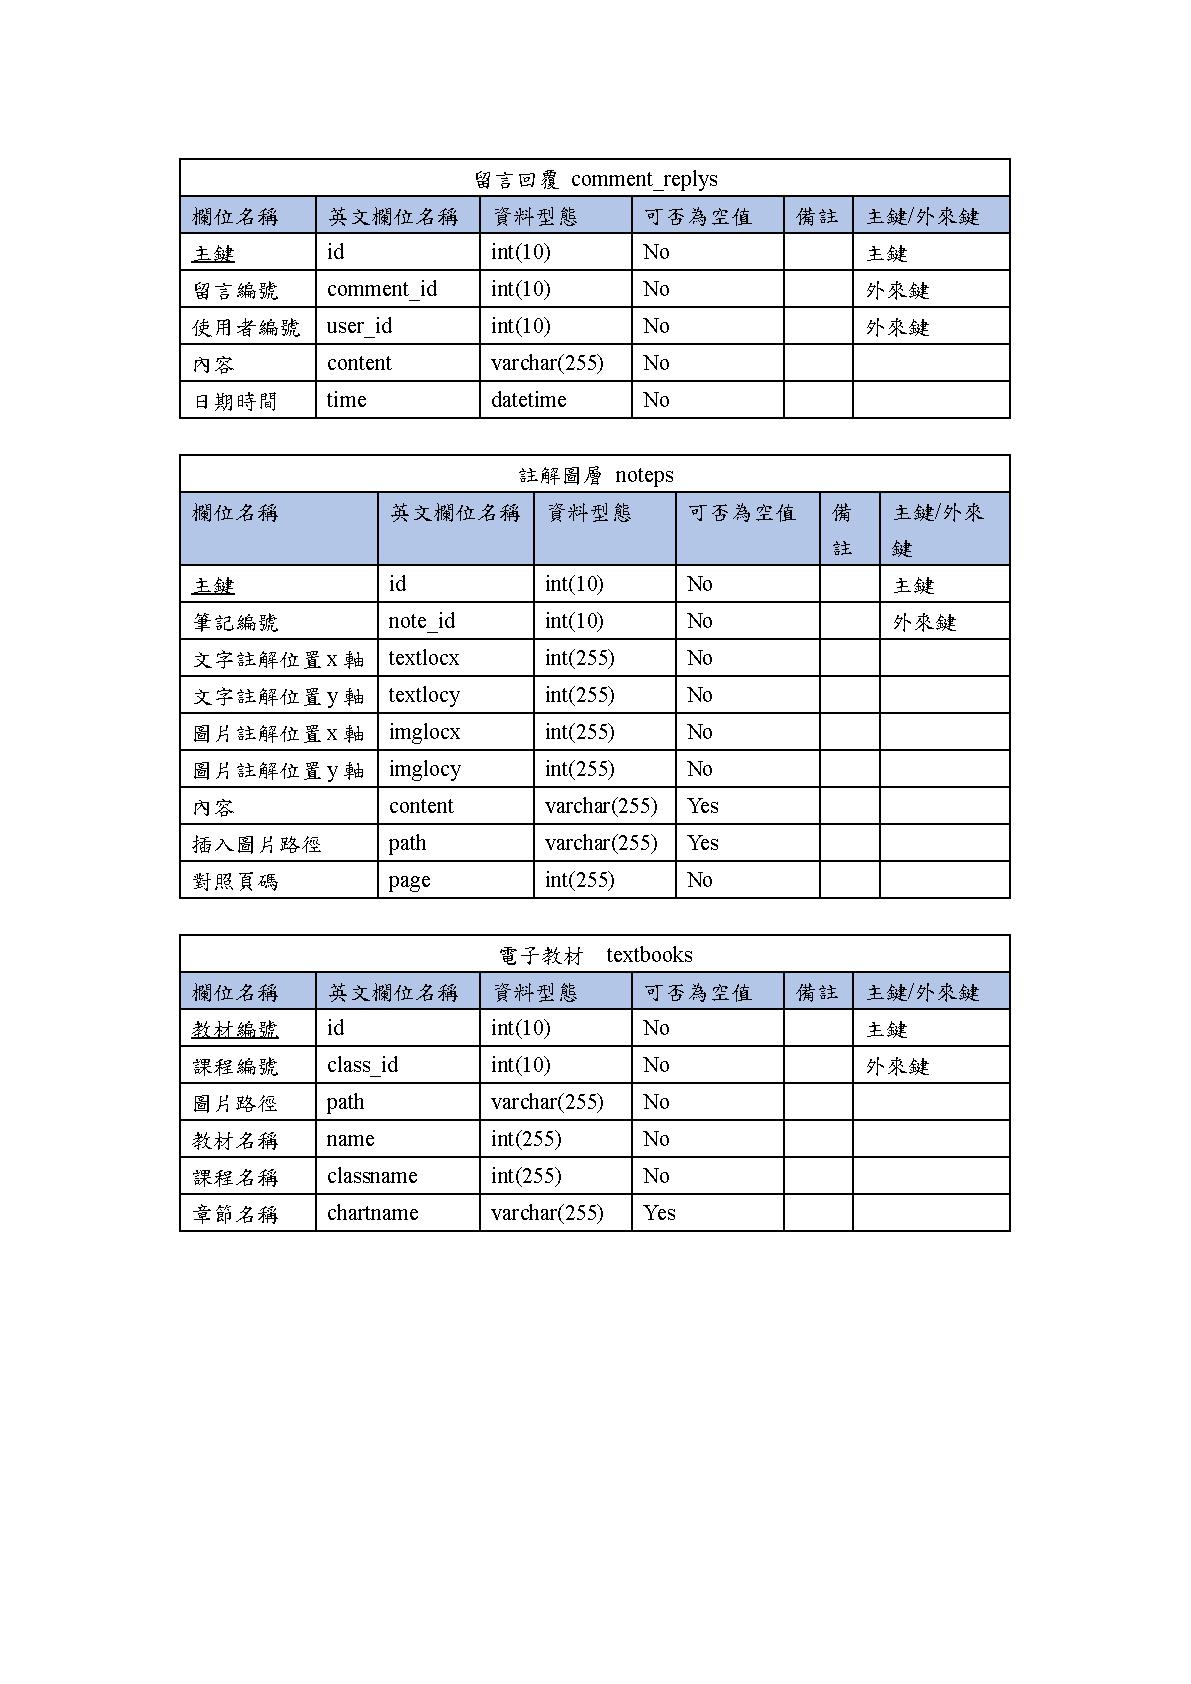 留言回覆 comment_replys
欄位名稱 英文欄位名稱 資料型態 可否為空值 備註 主鍵/外來鍵
主鍵 id int(10) No 主鍵
留言編號 comment_id int(10) No 外來鍵
使用者編號 user_id int(10) No 外來鍵
內容 content varchar(255) No
日期時間 time datetime No
註解圖層 noteps
欄位名稱 英文欄位名稱 資料型態 可否為空值 備註 主鍵/外來鍵
主鍵 id int(10) No 主鍵
筆記編號 note_id int(10) No 外來鍵
文字註解位置 x 軸 textlocx int(255) No
文字註解位置 y 軸 textlocy int(255) No
圖片註解位置 x 軸 imglocx int(255) No
圖片註解位置 y 軸 imglocy int(255) No
內容 content varchar(255) Yes
插入圖片路徑 path varchar(255) Yes
對照頁碼 page int(255) No
電子教材 textbooks
欄位名稱 英文欄位名稱 資料型態 可否為空值 備註 主鍵/外來鍵
教材編號 id int(10) No 主鍵
課程編號 class_id int(10) No 外來鍵
圖片路徑 path varchar(255) No
教材名稱 name int(255) No
課程名稱 classname int(255) No
章節名稱 chartname varchar(255) Yes